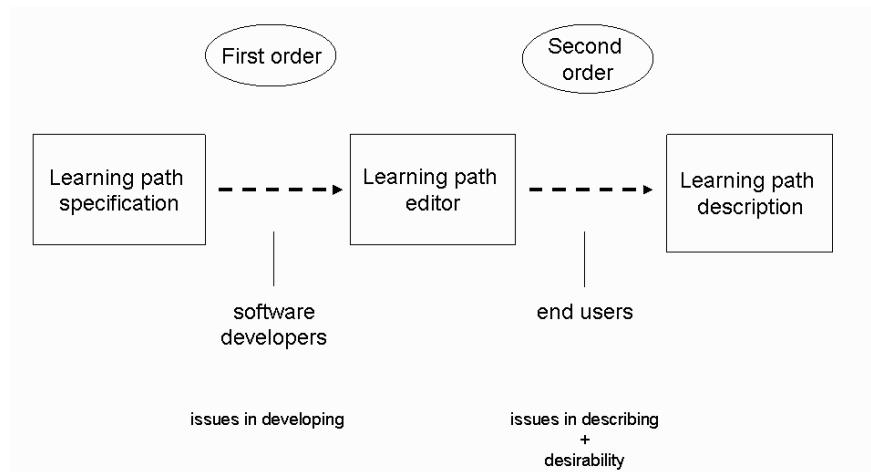 First order
Second
order
Learning path
specification
Learning path
editor
Learning path
description
software
developers
end users
issues in developing
issues in describing
+
desirability